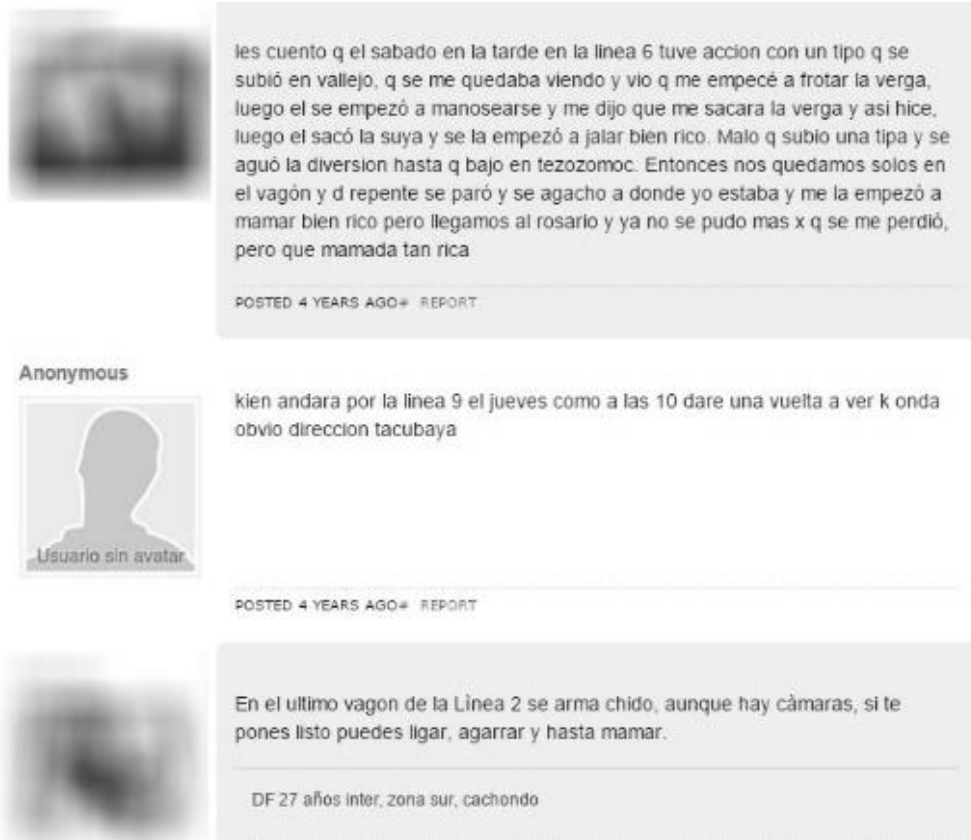 les cuento q el sabado en la tarde en la linea 6 tuve accion con un tipo q se
subió en vallejo, q se me quedaba viendo y vio q me empecé a frotar la verga,
luego el se empezó a manosearse y me dijo que me sacara la verga y asi hice,
luego el sacó la suya y se la empezó a jalar bien rico. Malo q subio una tipa y se
aguó la diversion hasta q bajo en tezozomoc. Entonces nos quedamos solos en
el vagón y d repente se paró y se agacho a donde yo estaba y me la empezó a
mamar bien rico pero llegamos al rosario y ya no se pudo mas x q se me perdió,
pero que mamada tan rica
POSTED 4 YEARS AGO# REPORT
Anonymous
Usuario sin avatar
kien andara por la linea 9 el jueves como a las 10 dare una vuelta a ver k onda
obvio direccion tacubaya
POSTED 4 YEARS AGO# REPORT
En el ultimo vagon de la Lìnea 2 se arma chido, aunque hay càmaras, si te
pones listo puedes ligar, agarrar y hasta mamar.
DF 27 años inter, zona sur, cachondo